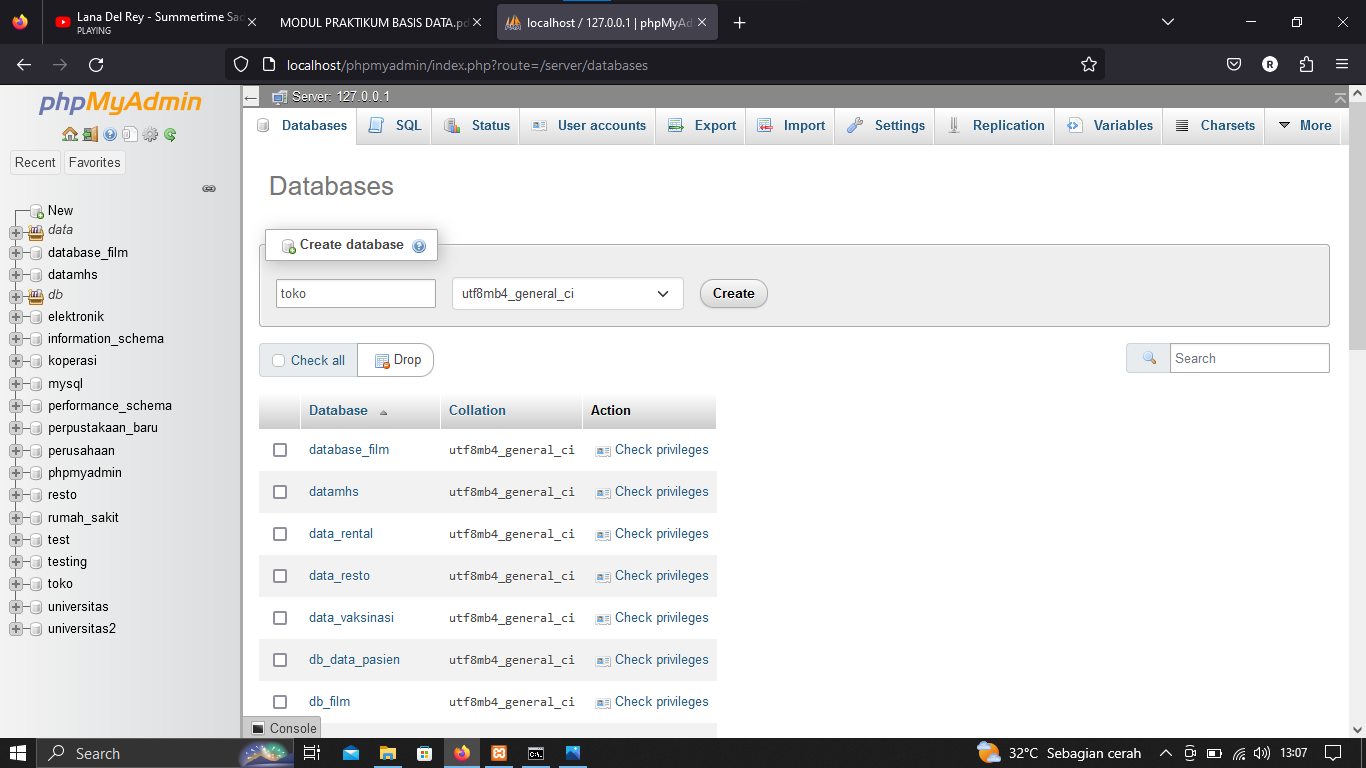 Lana Del Rey - Summertime Sad
PLAYING
MODUL PRAKTIKUM BASIS DATA.pd
localhost / 127.0.0.1 | phpMyAd
localhost/phpmyadmin/index.php?route=/server/databases
R
phpMyAdmin
Recent
Favorites
New
data
database_film
datamhs
db
elektronik
information_schema
koperasi
mysql
performance_schema
perpustakaan_baru
perusahaan
phpmyadmin
resto
rumah_sakit
test
testing
toko
universitas
universitas2
Server: 127.0.0.1
Databases
SQL
Status
User accounts
Export
Import
Settings
Replication
Variables
Charsets
More
Databases
Create database
toko
utf8mb4_general_ci
Create
Check all
Drop
Search
Database
Collation
Action
database_film utf8mb4_general_ci Check privileges
datamhs utf8mb4_general_ci Check privileges
data_rental utf8mb4_general_ci Check privileges
data_resto utf8mb4_general_ci Check privileges
data_vaksinasi utf8mb4_general_ci Check privileges
db_data_pasien utf8mb4_general_ci Check privileges
db_film utf8mb4_general_ci Check privileges
Console
Search
32°C Sebagian cerah
13:07